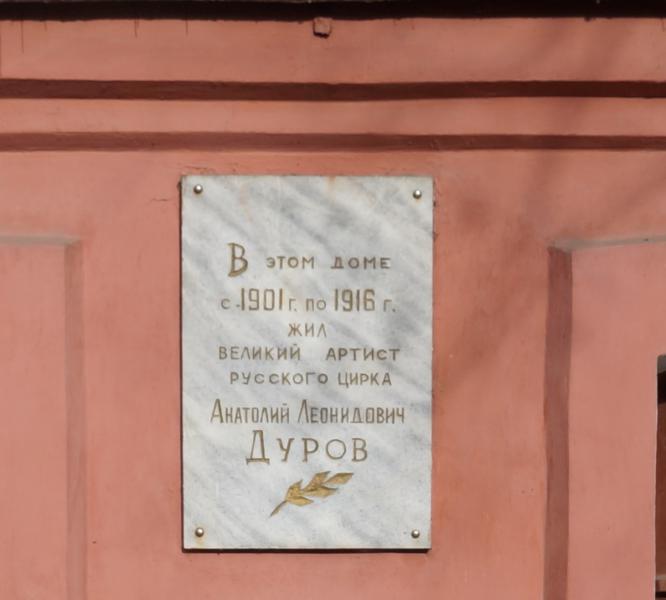 В ЭТОМ ДОМЕ
С 1901 Г. ПО 1916 Г.
ЖИЛ
ВЕЛИКИЙ АРТИСТ
РУССКОГО ЦИРКА
АНАТОЛИЙ ЛЕОНИДОВИЧ
ДУРОВ